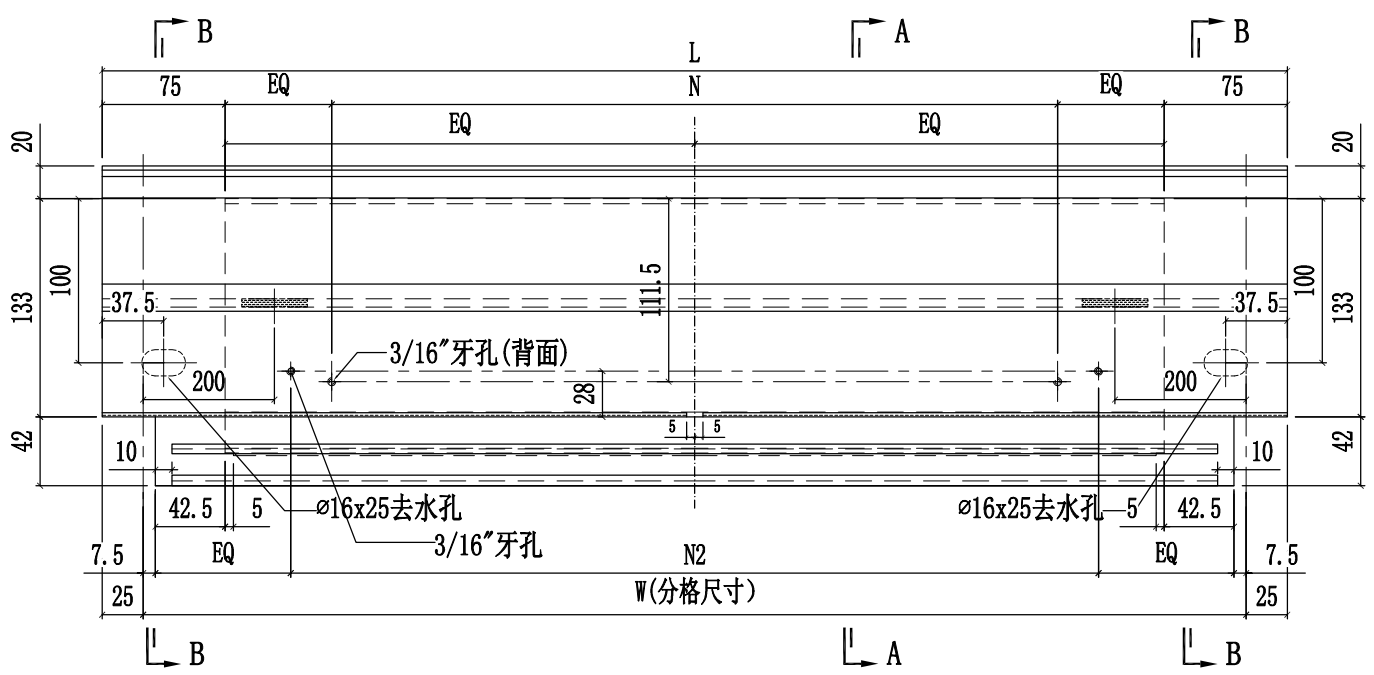 B A B
L
75 EQ N EQ 75
EQ EQ
20 20
100 111.5 100
133 133
37.5 37.5
3/16"牙孔(背面)
200 28 200
5 5
42 42
10 10
42.5 5 ⌀16x25去水孔 ⌀16x25去水孔 5 42.5
3/16"牙孔
7.5 EQ N2 EQ 7.5
W(分格尺寸)
25 25
B A B